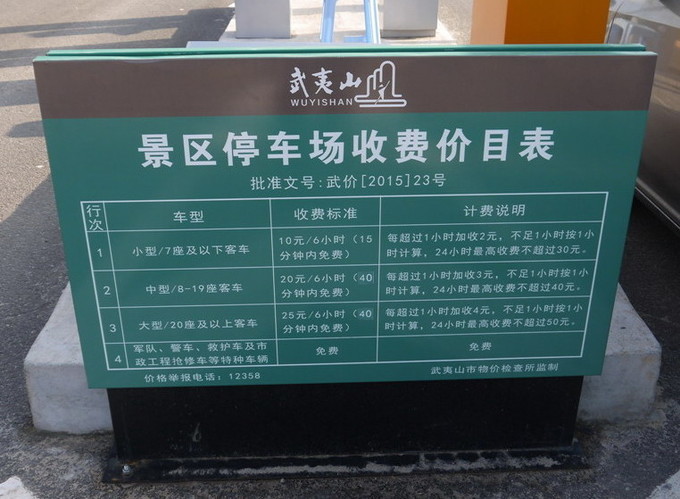 武夷山
WUYISHAN
景区停车场收费价目表
批准文号:武价[2015]23号
行次 车型 收费标准 计费说明
1 小型/7座及以下客车 10元/6小时（15分钟内免费） 每超过1小时加收2元，不足1小时按1小时计算，24小时最高收费不超过30元。
2 中型/8-19座客车 20元/6小时（40分钟内免费） 每超过1小时加收3元，不足1小时按1小时计算，24小时最高收费不超过40元。
3 大型/20座及以上客车 25元/6小时（40分钟内免费） 每超过1小时加收4元，不足1小时按1小时计算，24小时最高收费不超过50元。
4 军队、警车、救护车及市政工程抢修车等特种车辆 免费 免费
价格举报电话：12358 武夷山市物价检查所监制